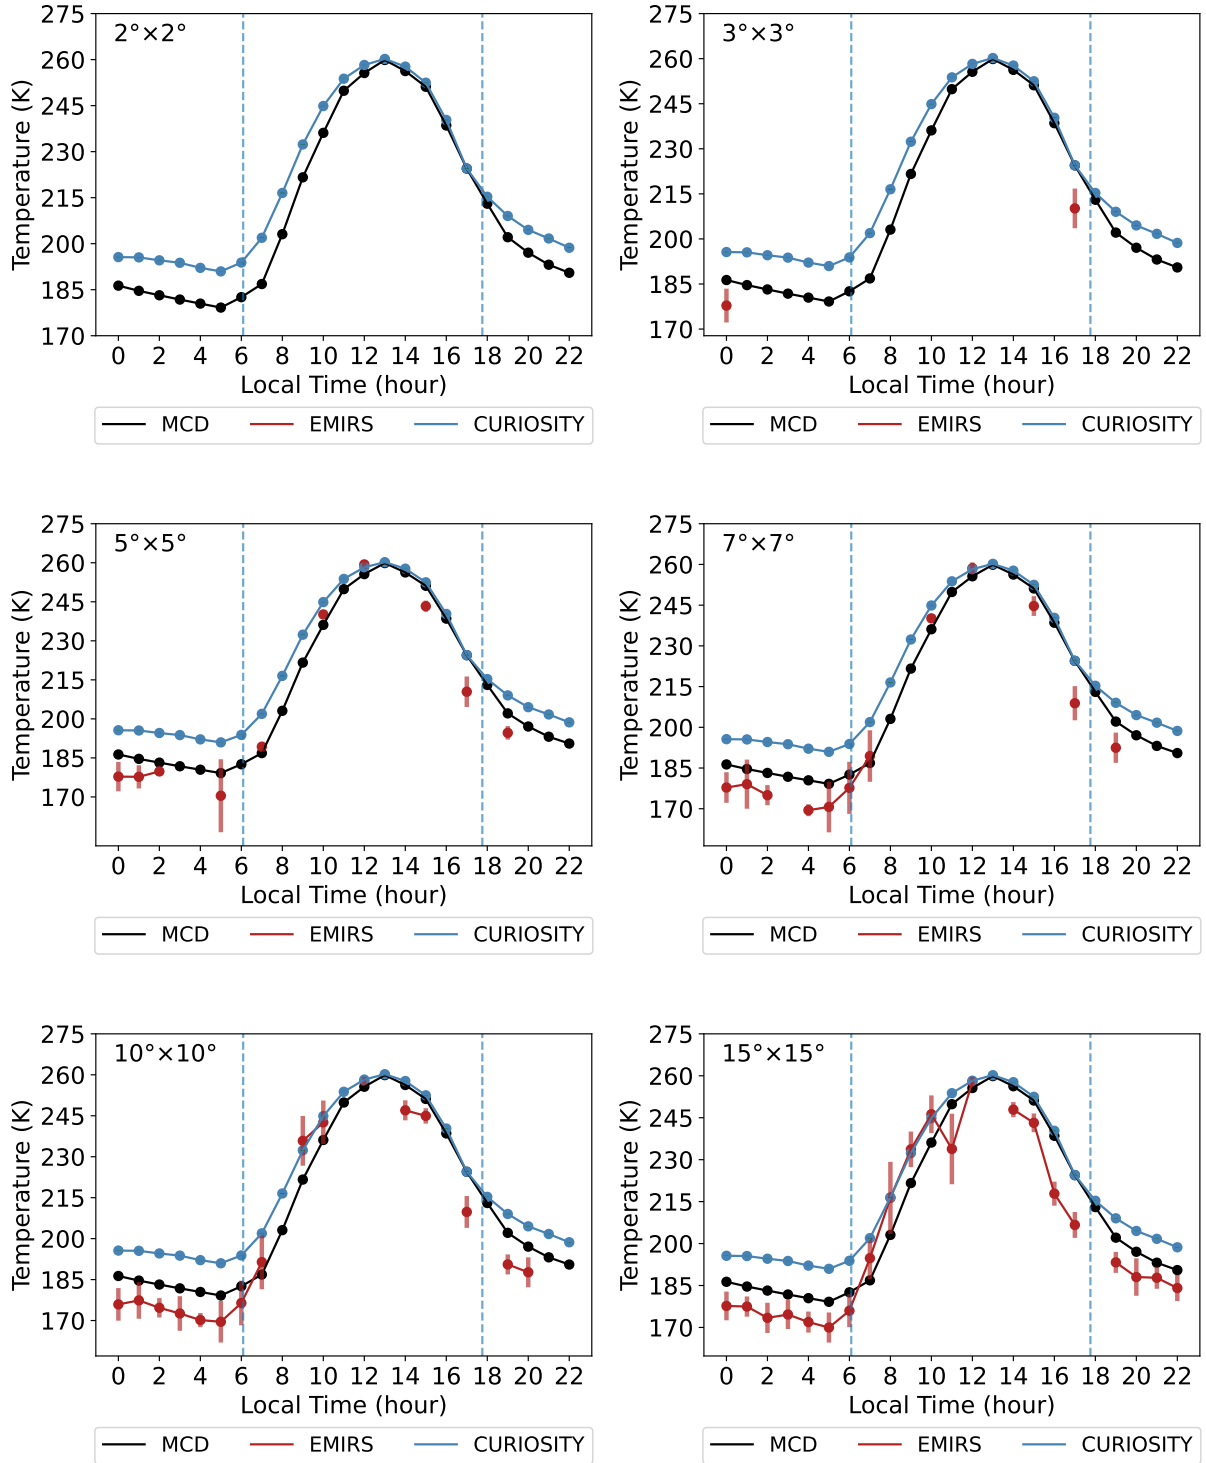 2°×2°
275
260
245
230
215
200
185
170
Temperature (K)
0 2 4 6 8 10 12 14 16 18 20 22
Local Time (hour)
MCD EMIRS CURIOSITY
3°×3°
275
260
245
230
215
200
185
170
Temperature (K)
0 2 4 6 8 10 12 14 16 18 20 22
Local Time (hour)
MCD EMIRS CURIOSITY
5°×5°
275
260
245
230
215
200
185
170
Temperature (K)
0 2 4 6 8 10 12 14 16 18 20 22
Local Time (hour)
MCD EMIRS CURIOSITY
7°×7°
275
260
245
230
215
200
185
170
Temperature (K)
0 2 4 6 8 10 12 14 16 18 20 22
Local Time (hour)
MCD EMIRS CURIOSITY
10°×10°
275
260
245
230
215
200
185
170
Temperature (K)
0 2 4 6 8 10 12 14 16 18 20 22
Local Time (hour)
MCD EMIRS CURIOSITY
15°×15°
275
260
245
230
215
200
185
170
Temperature (K)
0 2 4 6 8 10 12 14 16 18 20 22
Local Time (hour)
MCD EMIRS CURIOSITY